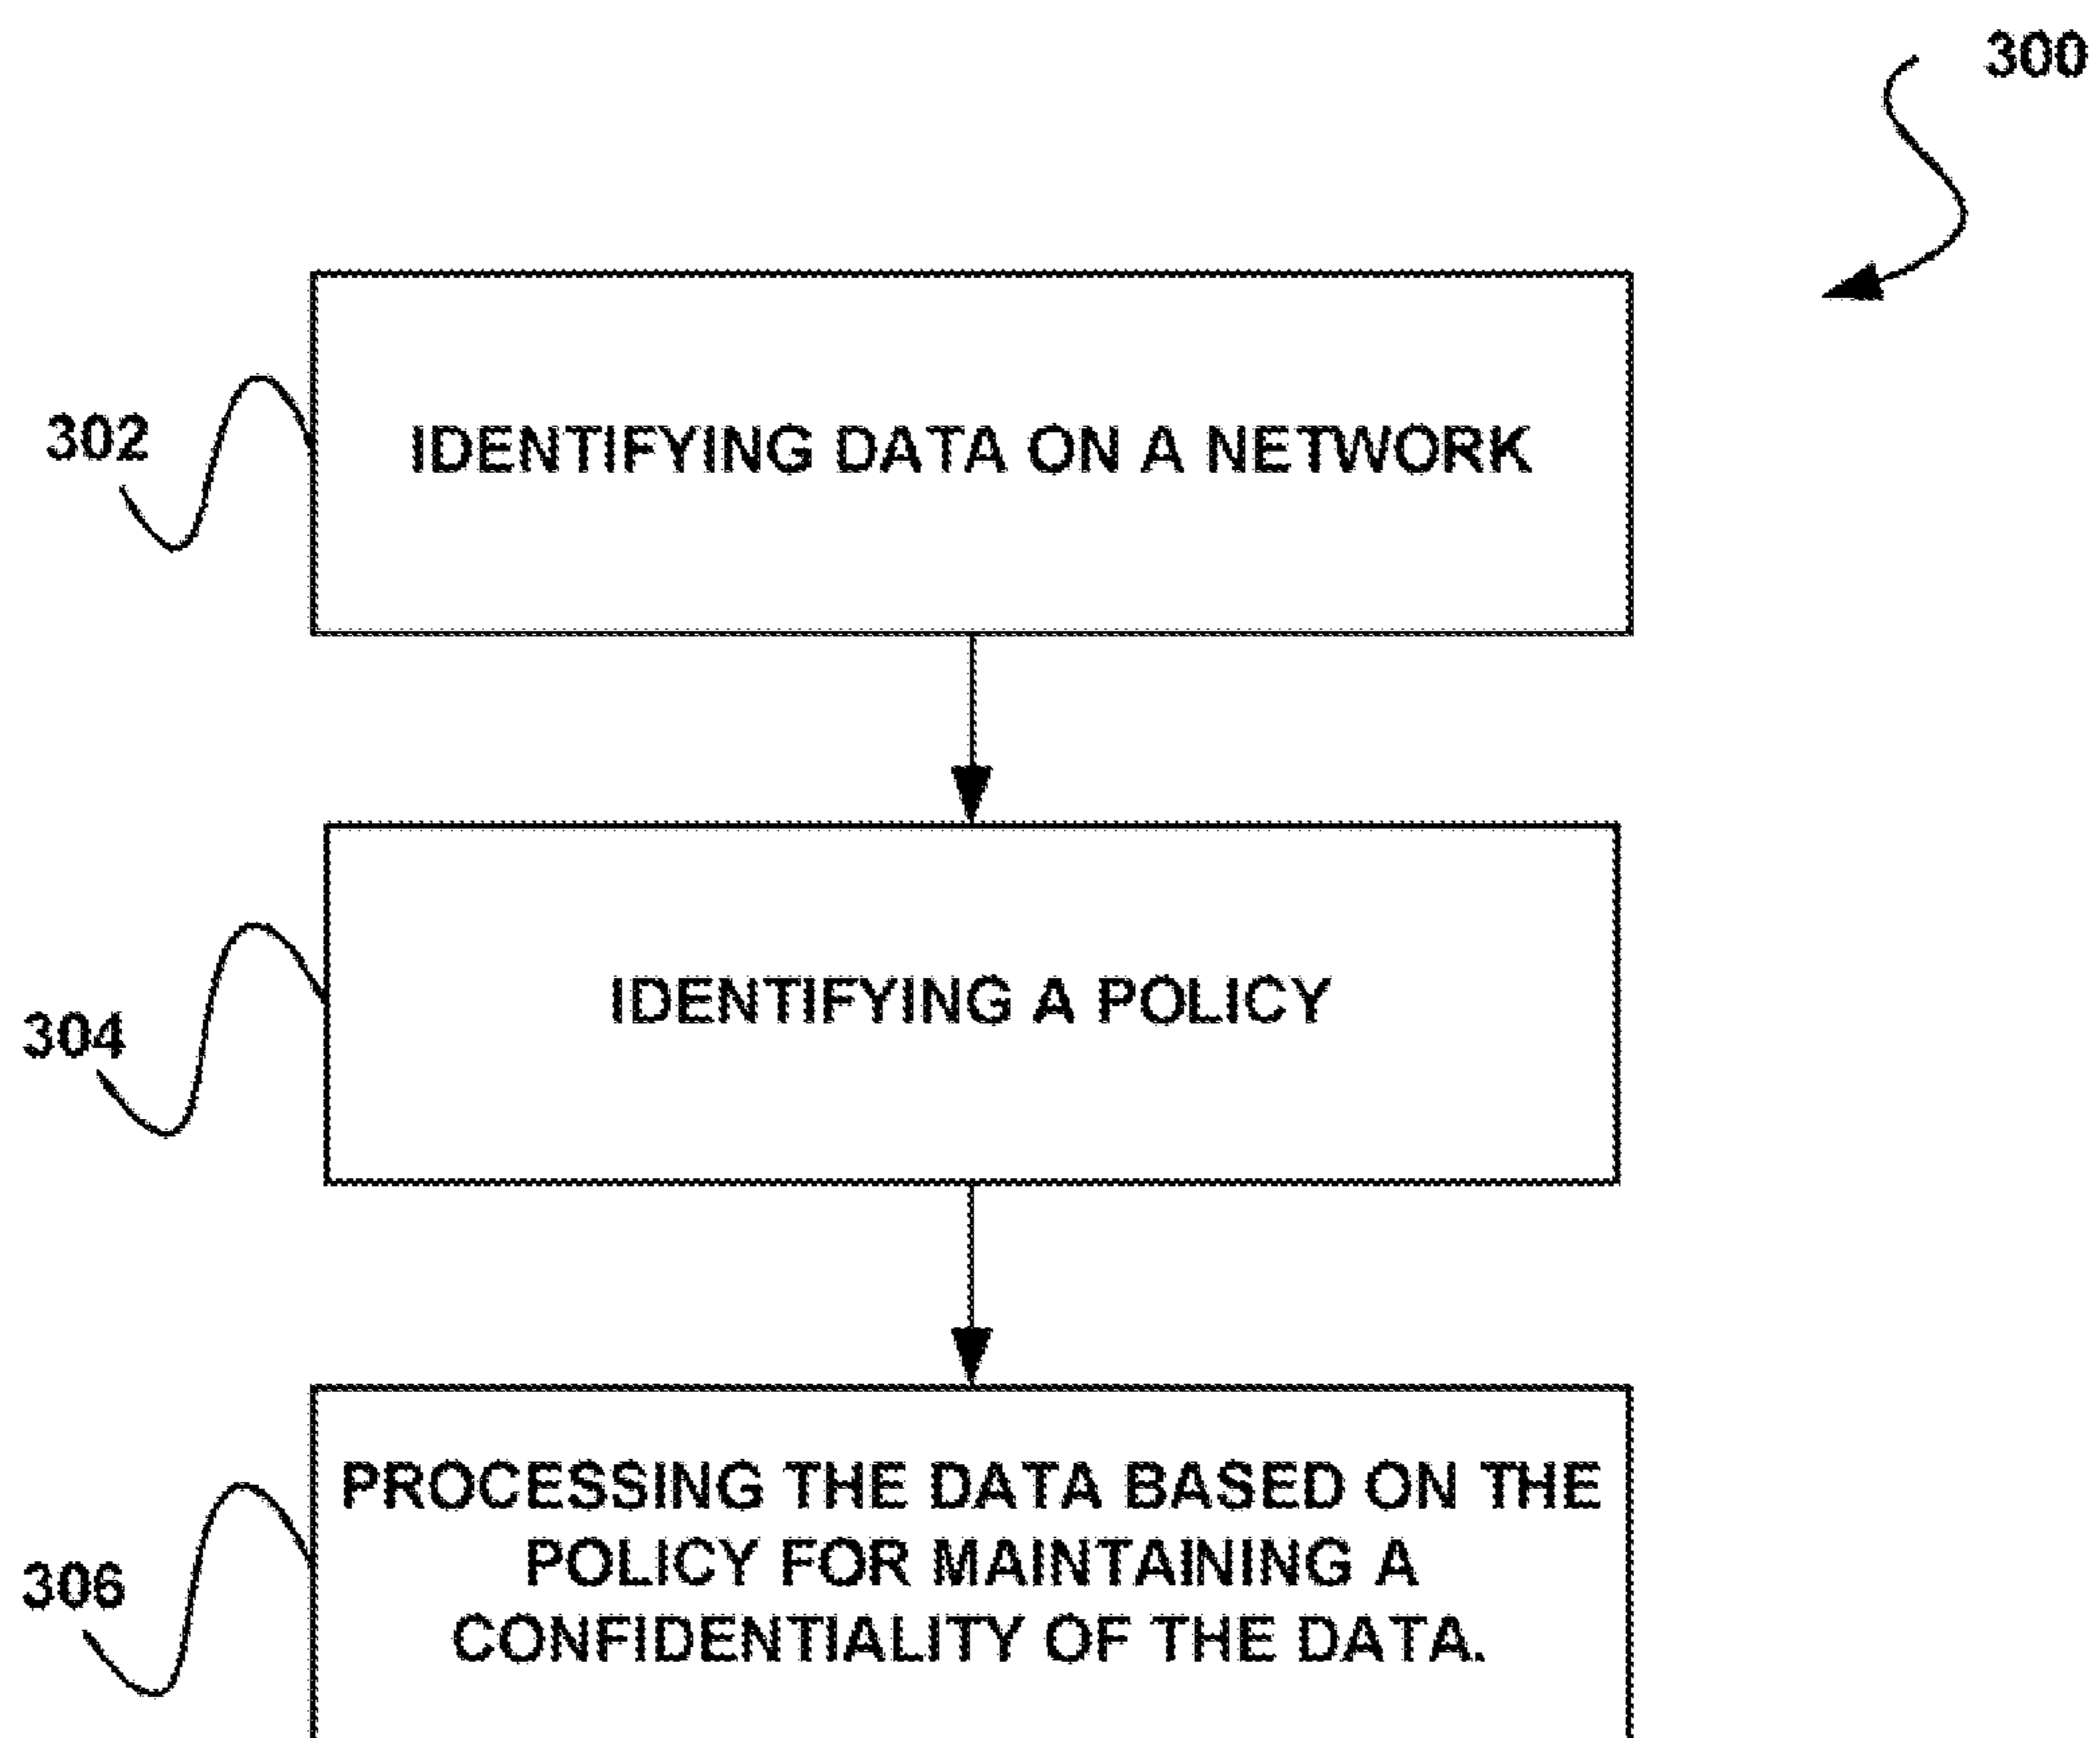 300
302
IDENTIFYING DATA ON A NETWORK
304
IDENTIFYING A POLICY
306
PROCESSING THE DATA BASED ON THE
POLICY FOR MAINTAINING A
CONFIDENTIALITY OF THE DATA.